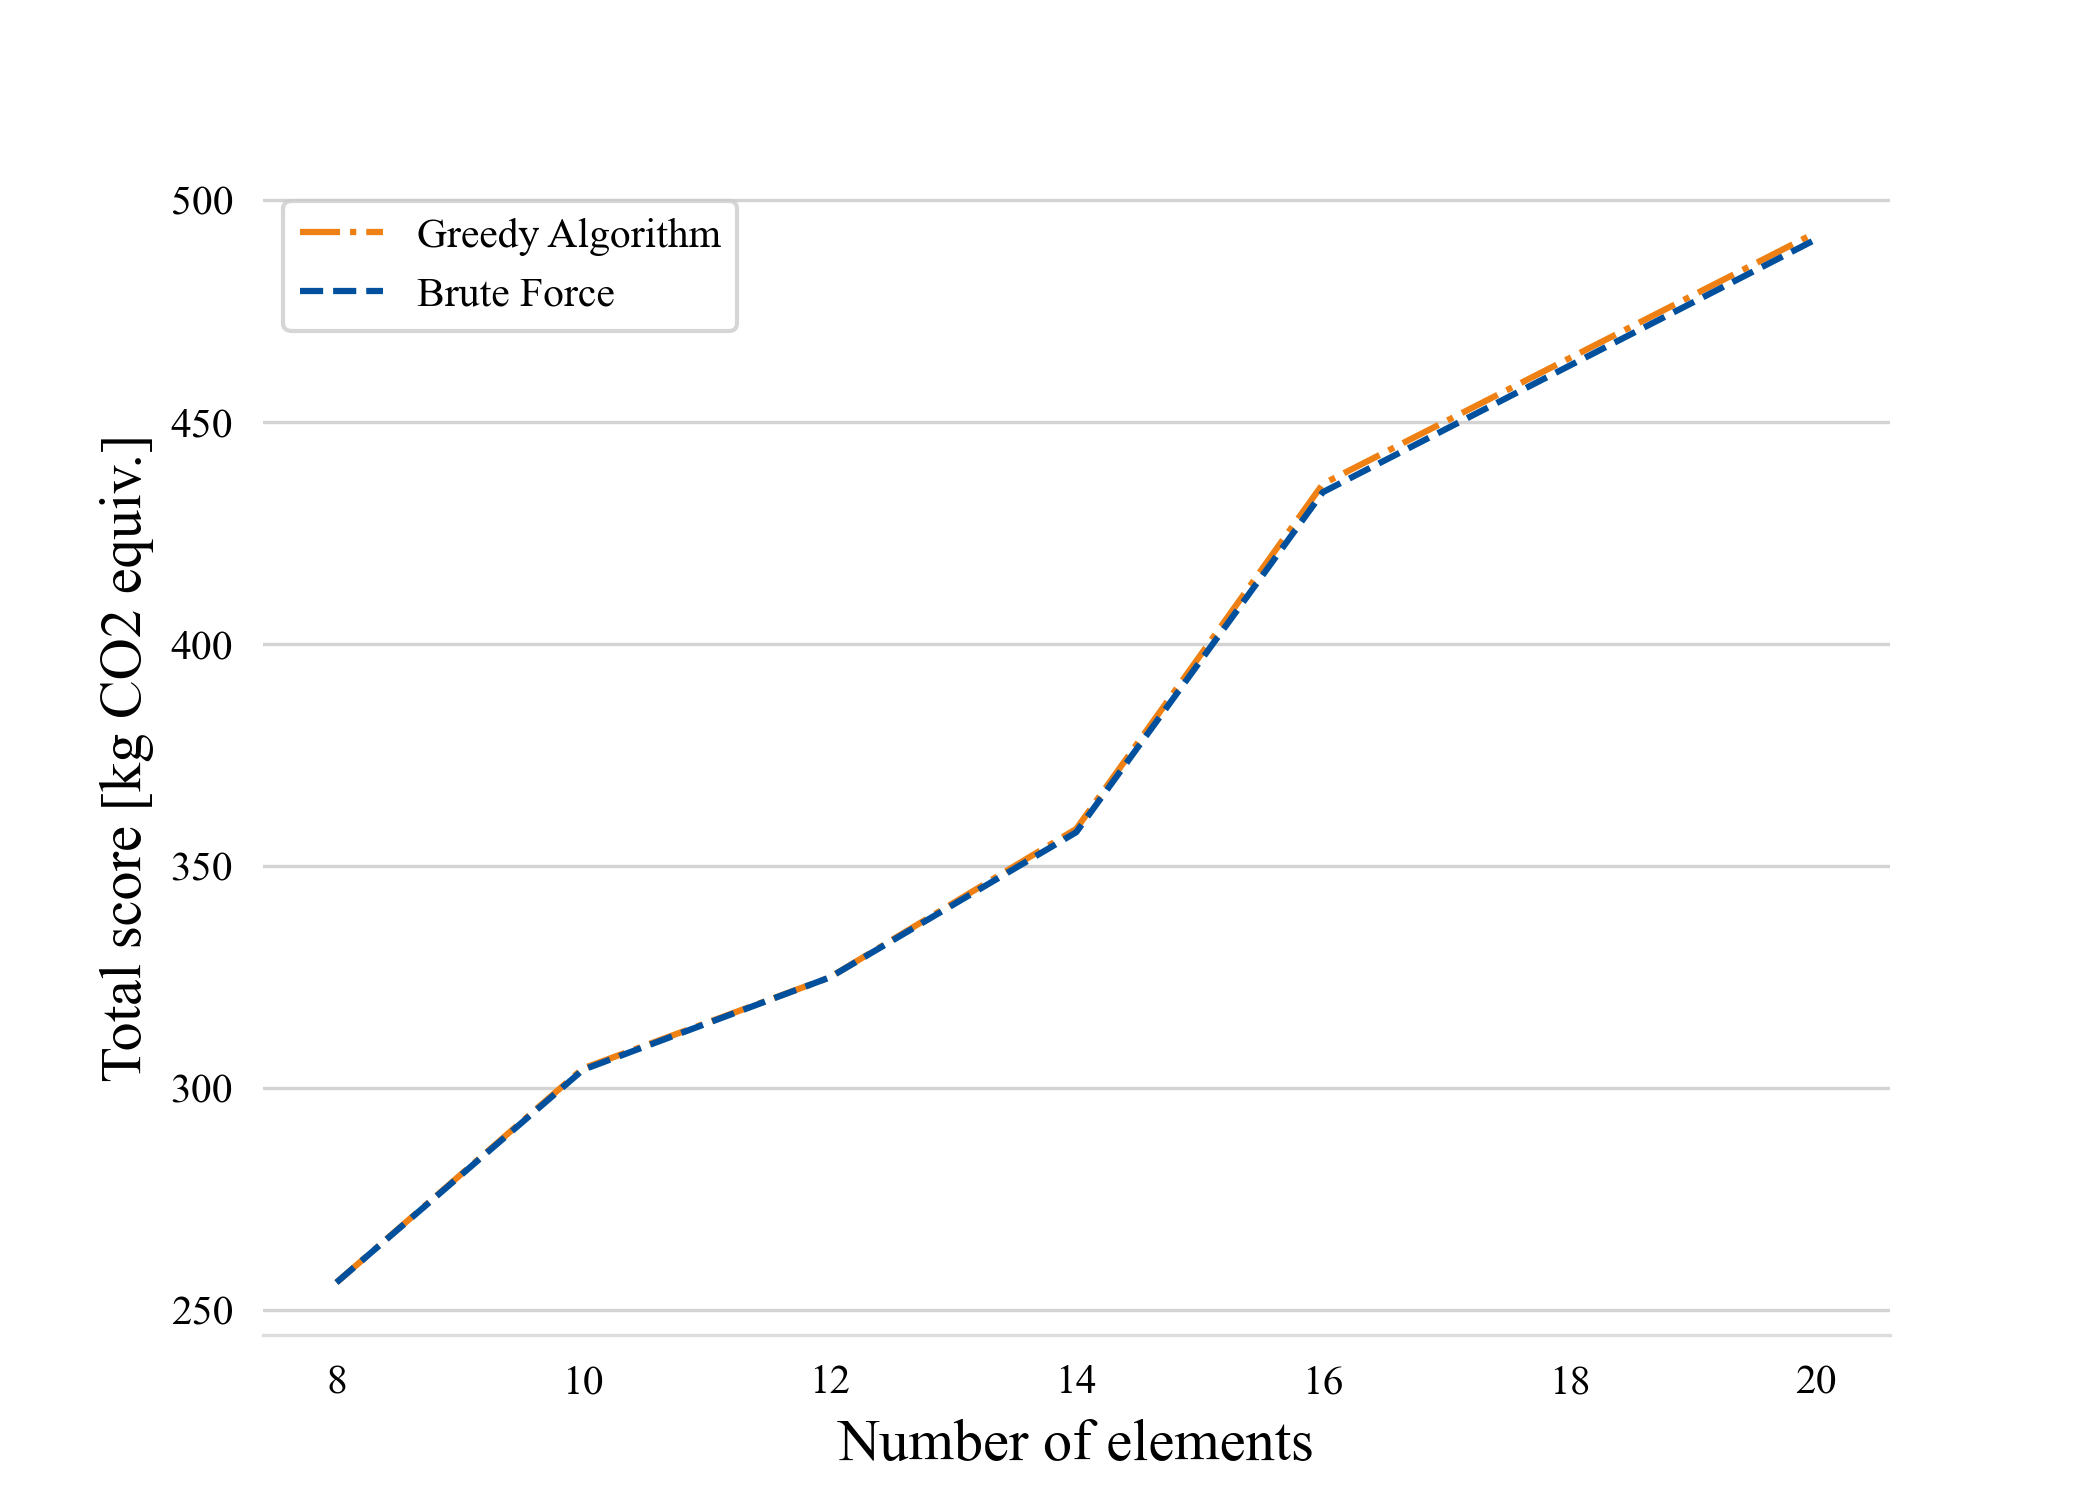 500
450
400
350
300
250
Total score [kg CO2 equiv.]
Greedy Algorithm
Brute Force
8 10 12 14 16 18 20
Number of elements